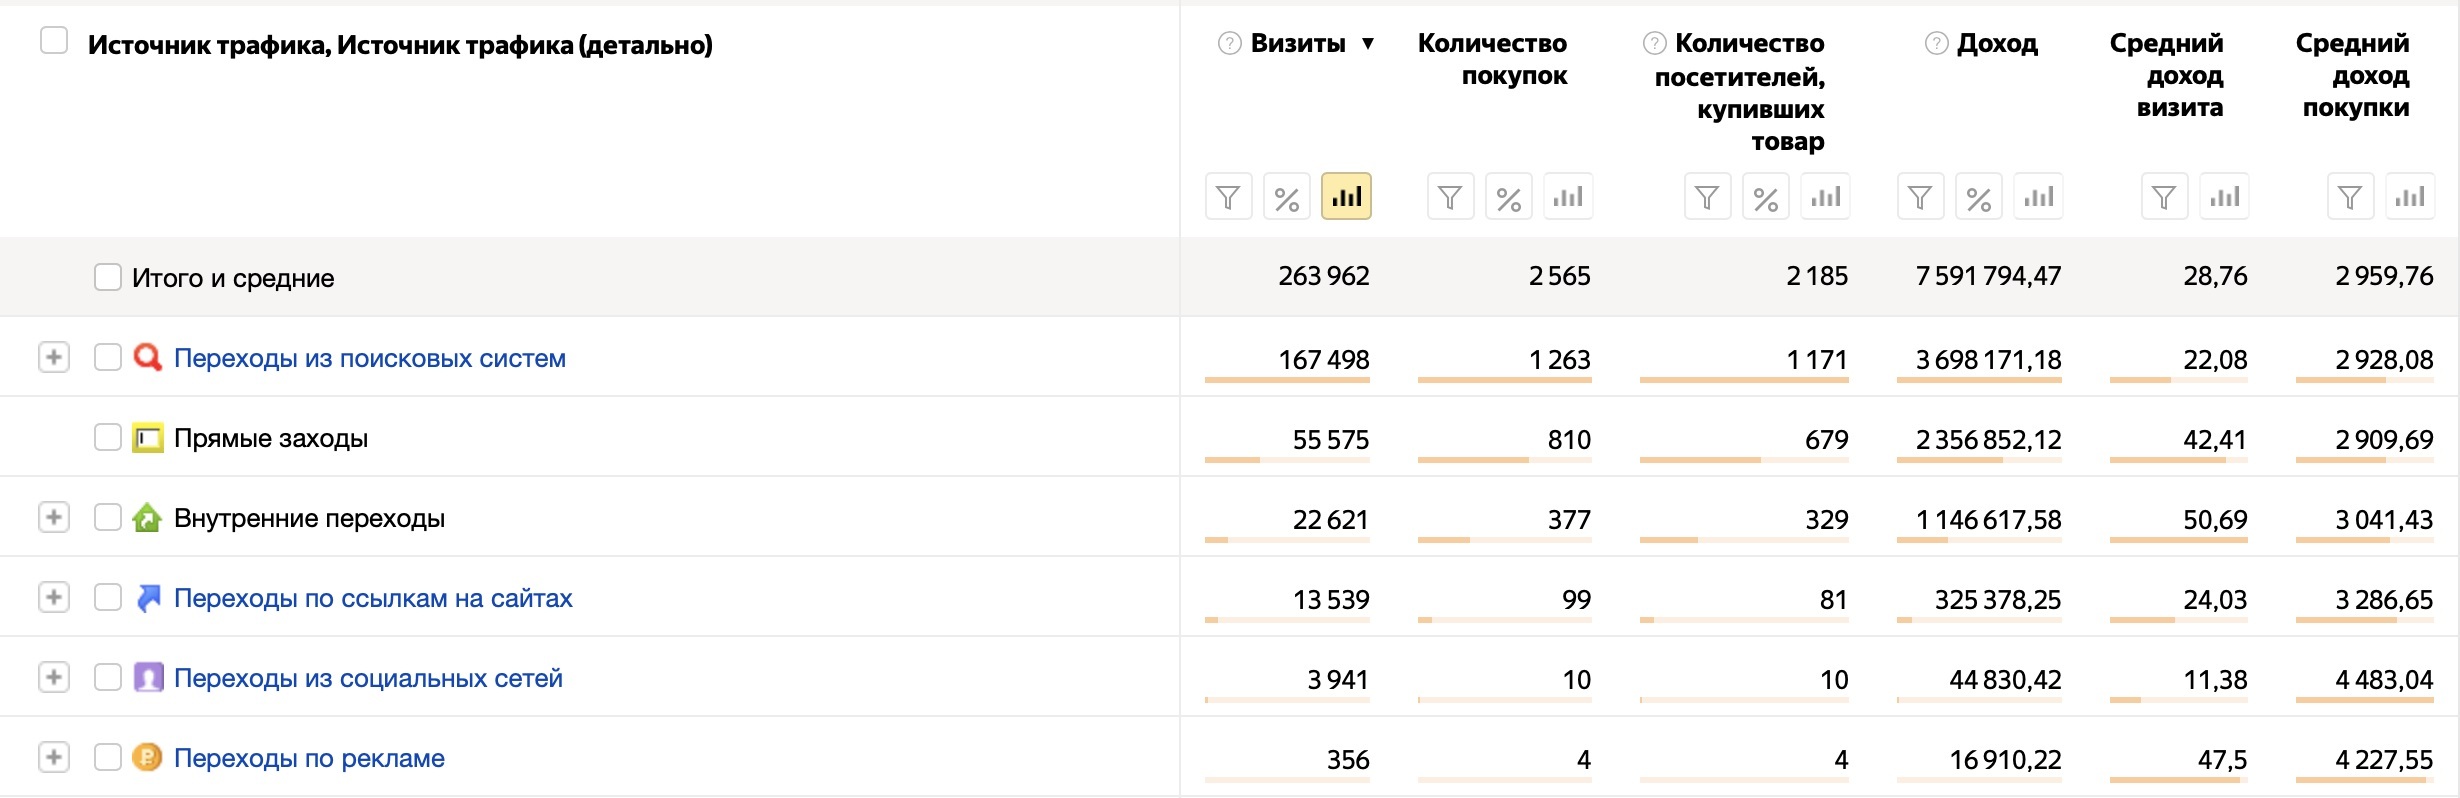 Источник трафика, Источник трафика (детально)
? Визиты ▼
Количество
покупок
? Количество
посетителей,
купивших
товар
? Доход
Средний
доход
визита
Средний
доход
покупки
%
%
%
%
Итого и средние 263 962 2 565 2 185 7 591 794,47 28,76 2 959,76
Переходы из поисковых систем 167 498 1 263 1 171 3 698 171,18 22,08 2 928,08
Прямые заходы 55 575 810 679 2 356 852,12 42,41 2 909,69
Внутренние переходы 22 621 377 329 1 146 617,58 50,69 3 041,43
Переходы по ссылкам на сайтах 13 539 99 81 325 378,25 24,03 3 286,65
Переходы из социальных сетей 3 941 10 10 44 830,42 11,38 4 483,04
Переходы по рекламе 356 4 4 16 910,22 47,5 4 227,55